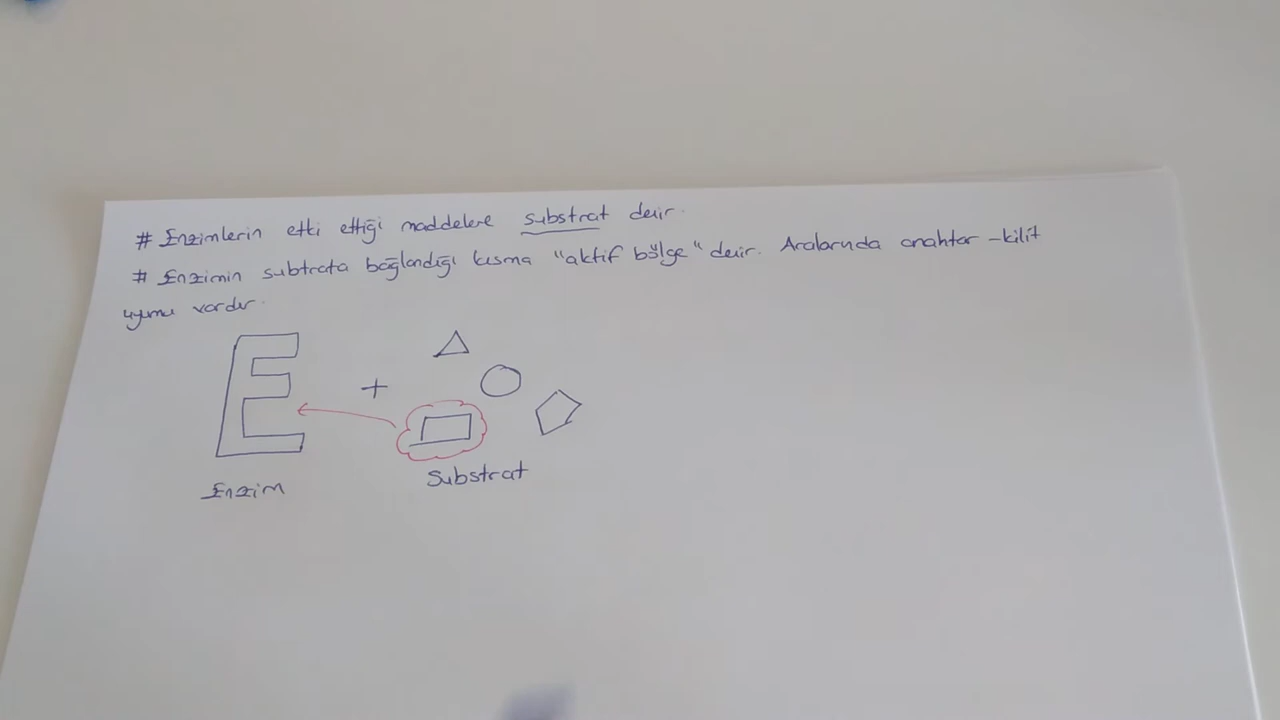 # Enzimlerin etki ettiği maddelere substrat denir.
# Enzimin subtrata bağlandığı kısma "aktif bölge" denir. Aralarında anahtar-kilit
uyumu vardır.
+
Enzim
Substrat